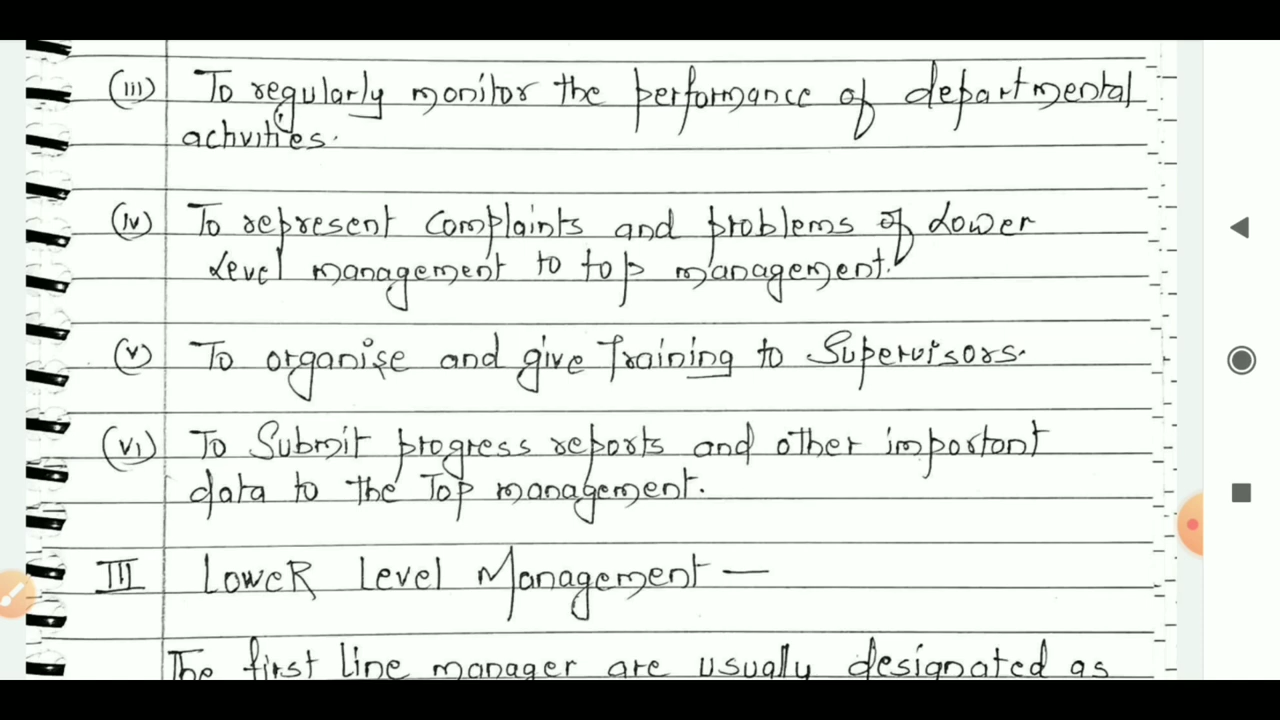 (iii) To regularly monitor the performance of departmental
activities.
(iv) To represent complaints and problems of Lower
Level management to top management.
(v) To organise and give Training to Supervisors.
(vi) To Submit progress reports and other important
data to the Top management.
III LoweR Level Management —
The first line manager are usually designated as